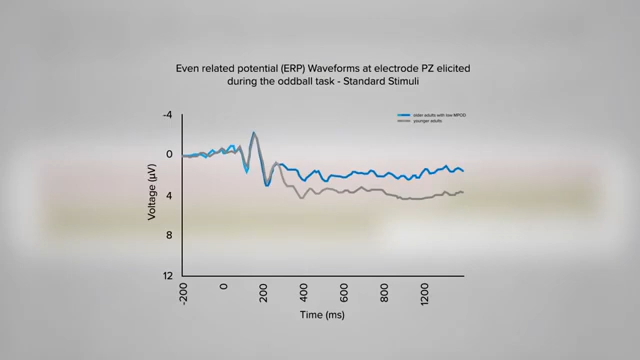 Even related potential (ERP) Waveforms at electrode PZ elicited
during the oddball task - Standard Stimuli
older adults with low MPOD
younger adults
Voltage (µV)
-4
0
4
8
12
-200
0
200
400
600
800
1200
Time (ms)